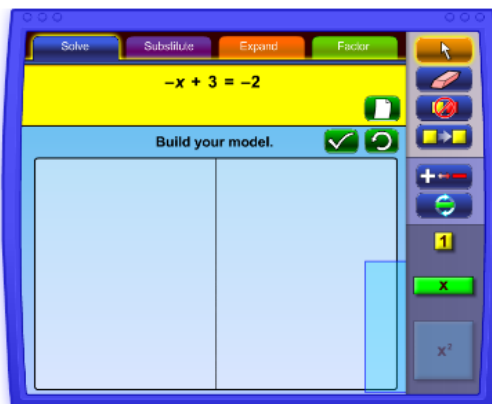 Solve Substitute Expand Factor
–x + 3 = –2
Build your model.
1
x
x²